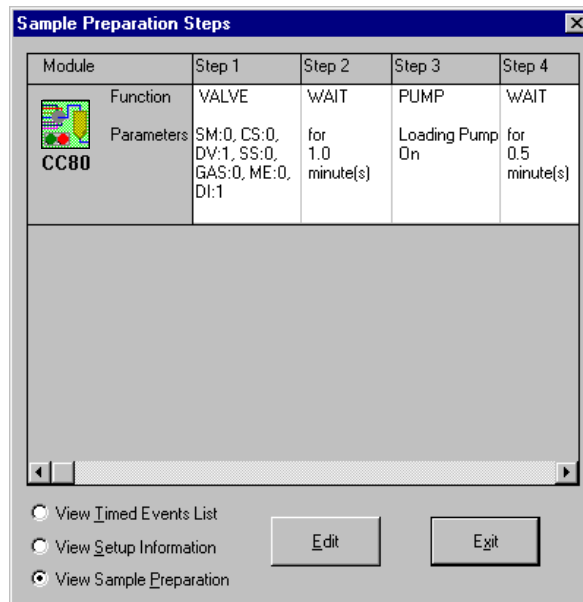 Sample Preparation Steps
Module Step 1 Step 2 Step 3 Step 4
Function VALVE WAIT PUMP WAIT
Parameters SM:0, CS:0, for Loading Pump for
DV:1, SS:0, 1.0 On 0.5
GAS:0, ME:0, minute(s) minute(s)
DI:1
CC80
View Timed Events List
View Setup Information
View Sample Preparation
Edit
Exit